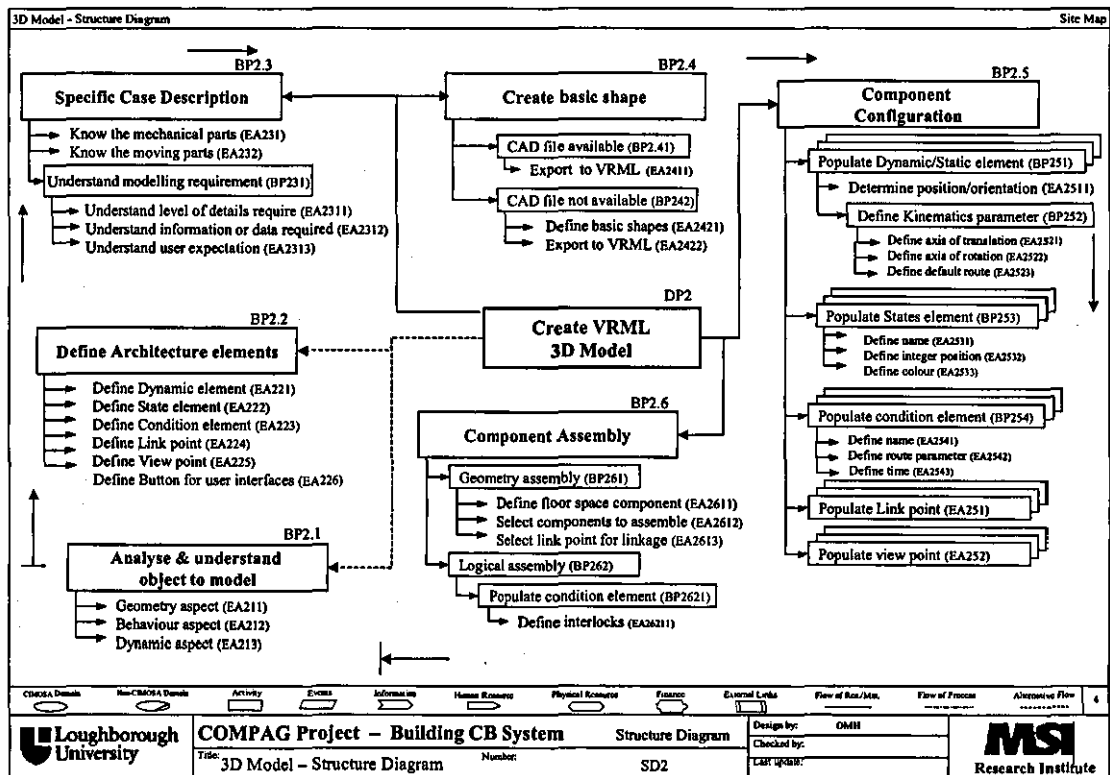 3D Model – Structure Diagram
Site Map
BP2.3
Specific Case Description
Know the mechanical parts (EA231)
Know the moving parts (EA232)
Understand modelling requirement (BP231)
Understand level of details require (EA2311)
Understand information or data required (EA2312)
Understand user expectation (EA2313)
BP2.4
Create basic shape
CAD file available (BP2.41)
Export to VRML (EA2411)
CAD file not available (BP242)
Define basic shapes (EA2421)
Export to VRML (EA2422)
BP2.5
Component
Configuration
Populate Dynamic/Static element (BP251)
Determine position/orientation (EA2511)
Define Kinematics parameter (BP252)
Define axis of translation (EA2521)
Define axis of rotation (EA2522)
Define default route (EA2523)
Populate States element (BP253)
Define name (EA2531)
Define integer position (EA2532)
Define colour (EA2533)
Populate condition element (BP254)
Define name (EA2541)
Define route parameter (EA2542)
Define time (EA2543)
Populate Link point (EA251)
Populate view point (EA252)
DP2
Create VRML
3D Model
BP2.2
Define Architecture elements
Define Dynamic element (EA221)
Define State element (EA222)
Define Condition element (EA223)
Define Link point (EA224)
Define View point (EA225)
Define Button for user interfaces (EA226)
BP2.6
Component Assembly
Geometry assembly (BP261)
Define floor space component (EA2611)
Select components to assemble (EA2612)
Select link point for linkage (EA2613)
Logical assembly (BP262)
Populate condition element (BP2621)
Define interlocks (EA26211)
BP2.1
Analyse & understand
object to model
Geometry aspect (EA211)
Behaviour aspect (EA212)
Dynamic aspect (EA213)
CIMOSA Domain
Non-CIMOSA Domain
Activity
Events
Information
Human Resource
Physical Resource
Finance
External Links
Flow of Res./Mat.
Flow of Process
Alternative Flow
Loughborough
University
COMPAG Project – Building CB System
Structure Diagram
Title:
3D Model – Structure Diagram
Number:
SD2
Design by:
OMH
Checked by:
Last update:
MSI
Research Institute